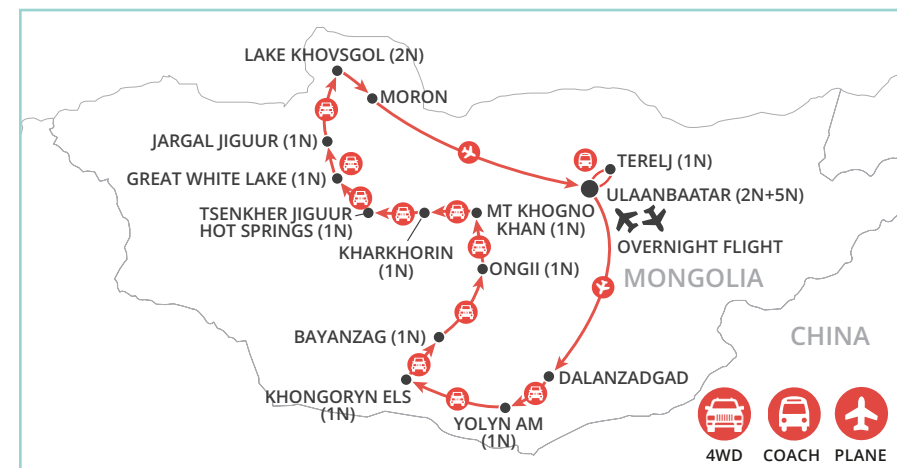 LAKE KHOVSGOL (2N)
MORON
JARGAL JIGUUR (1N)
TERELJ (1N)
GREAT WHITE LAKE (1N)
ULAANBAATAR (2N+5N)
TSENKHER JIGUUR
HOT SPRINGS (1N)
MT KHOGNO
KHAN (1N)
KHARKHORIN
(1N)
OVERNIGHT FLIGHT
ONGII (1N)
MONGOLIA
BAYANZAG (1N)
CHINA
DALANZADGAD
KHONGORYN ELS
(1N)
YOLYN AM
(1N)
4WD
COACH
PLANE